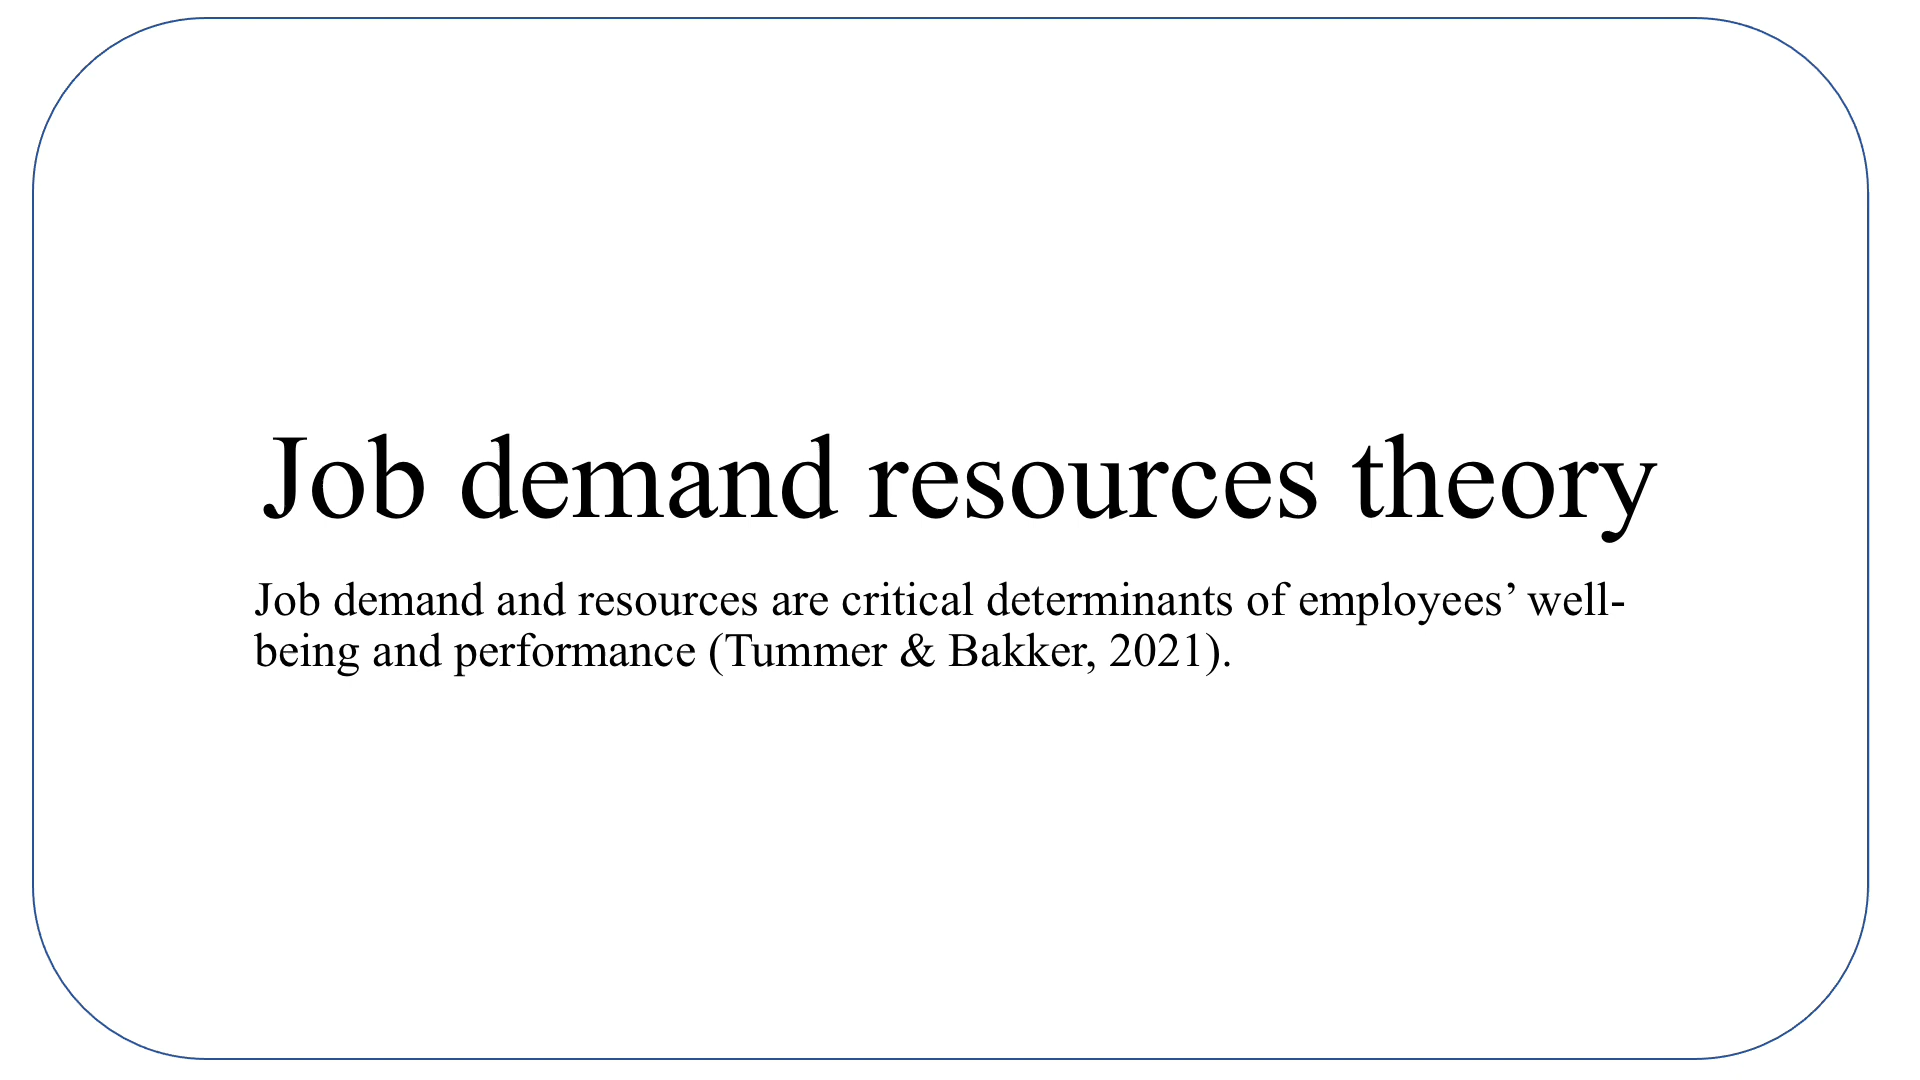 Job demand resources theory
Job demand and resources are critical determinants of employees’ well-
being and performance (Tummer & Bakker, 2021).